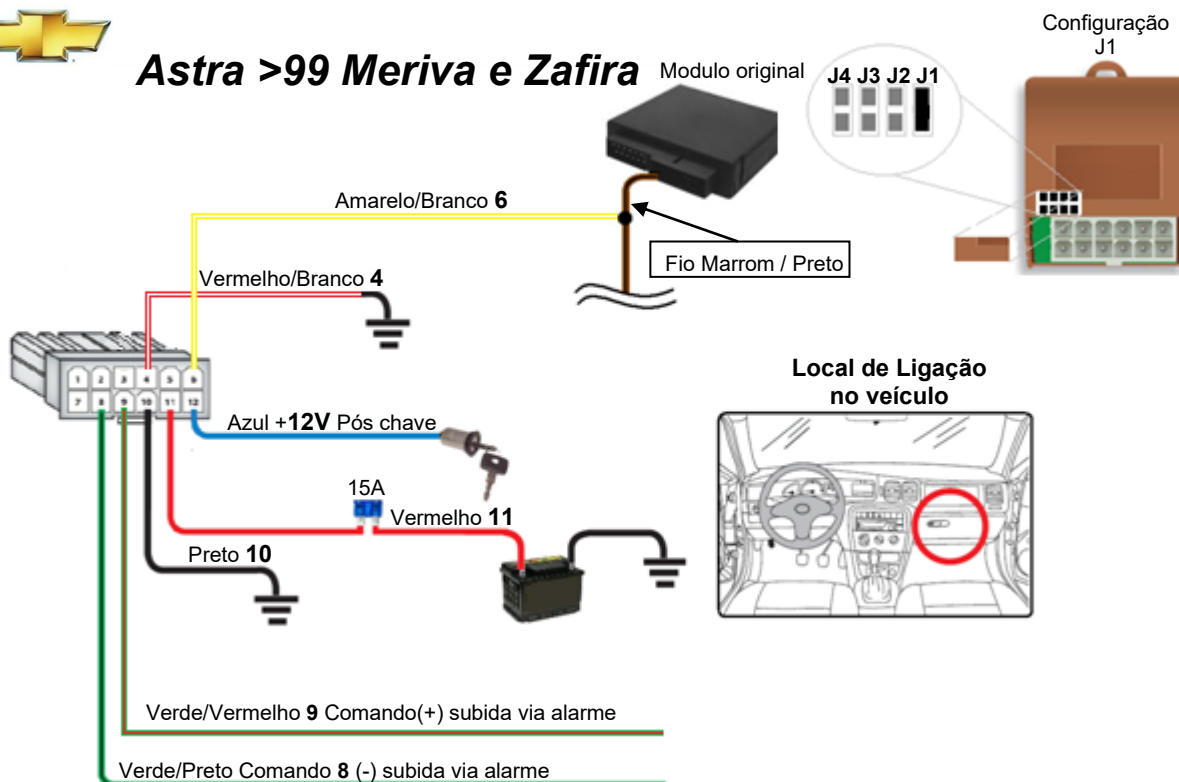 Configuração
J1
Astra >99 Meriva e Zafira
Modulo original
J4 J3 J2 J1
Amarelo/Branco 6
Fio Marrom / Preto
Vermelho/Branco 4
1 2 3 4 5 6
7 8 9 10 11 12
Local de Ligação
no veículo
Azul +12V Pós chave
15A
Vermelho 11
Preto 10
Verde/Vermelho 9 Comando(+) subida via alarme
Verde/Preto Comando 8 (-) subida via alarme